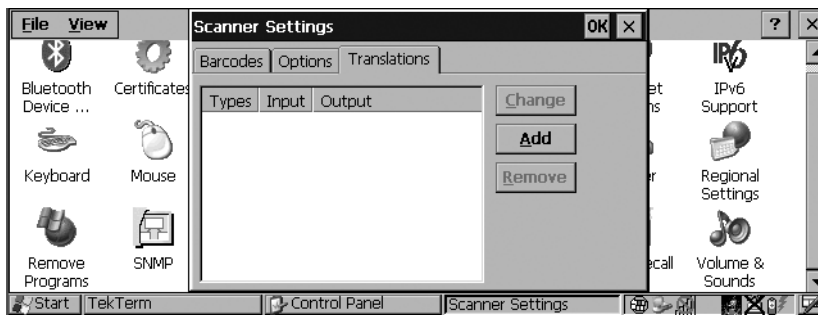 File View
Scanner Settings OK
?
Barcodes Options Translations
Types Input Output
Change
Add
Remove
Bluetooth Device ...
Certificates
IPv6 Support
Keyboard
Mouse
Regional Settings
Remove Programs
SNMP
Volume & Sounds
Start TekTerm Control Panel Scanner Settings